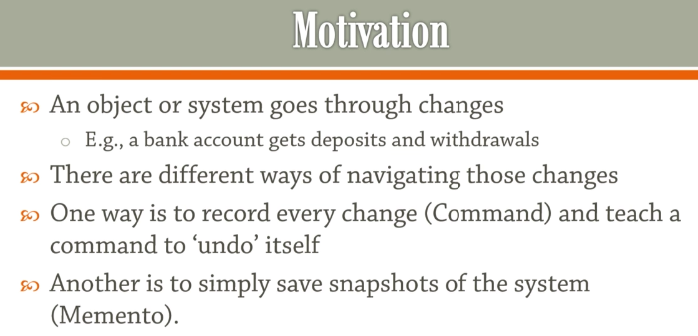 Motivation
An object or system goes through changes
E.g., a bank account gets deposits and withdrawals
There are different ways of navigating those changes
One way is to record every change (Command) and teach a
command to ‘undo’ itself
Another is to simply save snapshots of the system
(Memento).